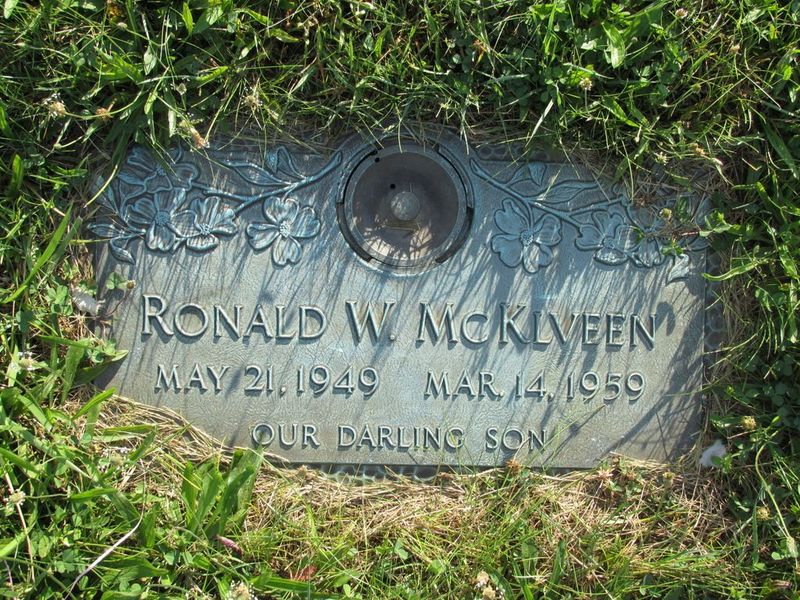 RONALD W. MCKLVEEN
MAY 21, 1949 MAR. 14, 1959
OUR DARLING SON